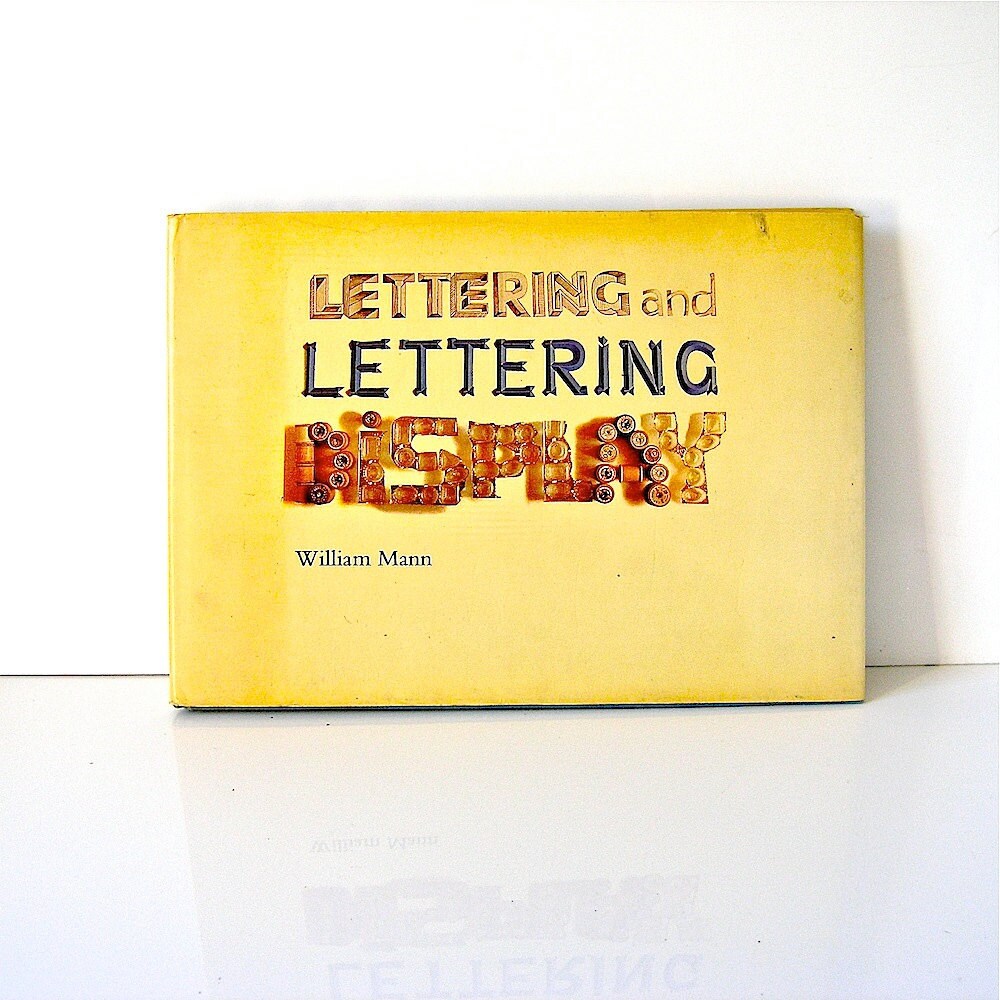 LETTERING and
LETTERiNG
DiSPLAY
William Mann